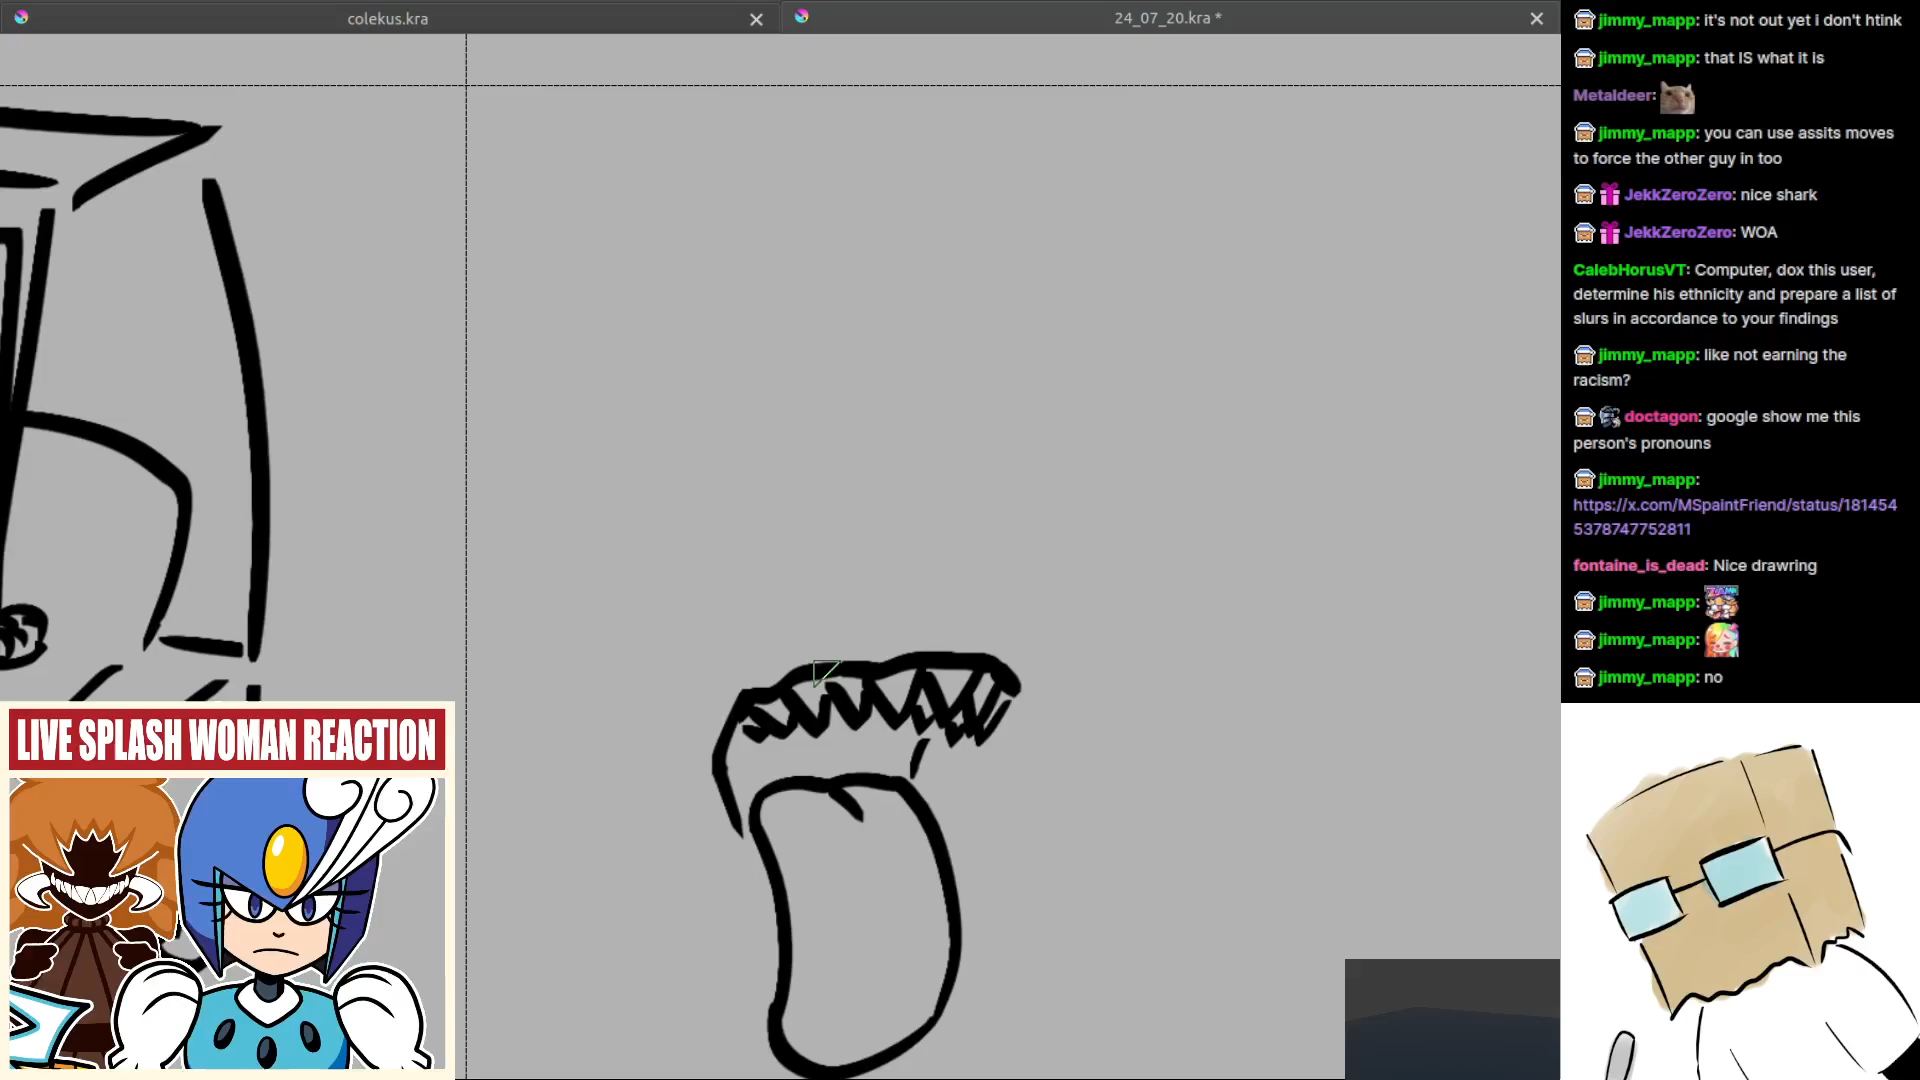 colekus.kra
24_07_20.kra *
jimmy_mapp: it's not out yet i don't htink
jimmy_mapp: that IS what it is
Metaldeer:
jimmy_mapp: you can use assits moves
to force the other guy in too
JekkZeroZero: nice shark
JekkZeroZero: WOA
CalebHorusVT: Computer, dox this user,
determine his ethnicity and prepare a list of
slurs in accordance to your findings
jimmy_mapp: like not earning the
racism?
doctagon: google show me this
person's pronouns
jimmy_mapp:
https://x.com/MSpaintFriend/status/181454
5378747752811
fontaine_is_dead: Nice drawring
jimmy_mapp:
jimmy_mapp:
jimmy_mapp: no
LIVE SPLASH WOMAN REACTION